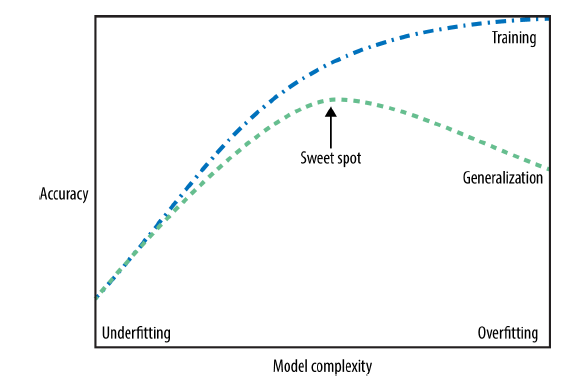 Training
Sweet spot
Generalization
Accuracy
Underfitting
Overfitting
Model complexity